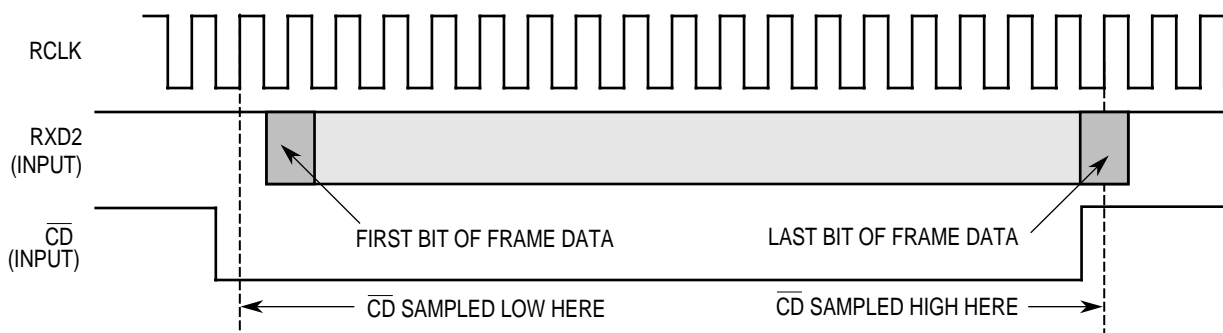 RCLK
RXD2
(INPUT)
CD
(INPUT)
FIRST BIT OF FRAME DATA
LAST BIT OF FRAME DATA
CD SAMPLED LOW HERE
CD SAMPLED HIGH HERE